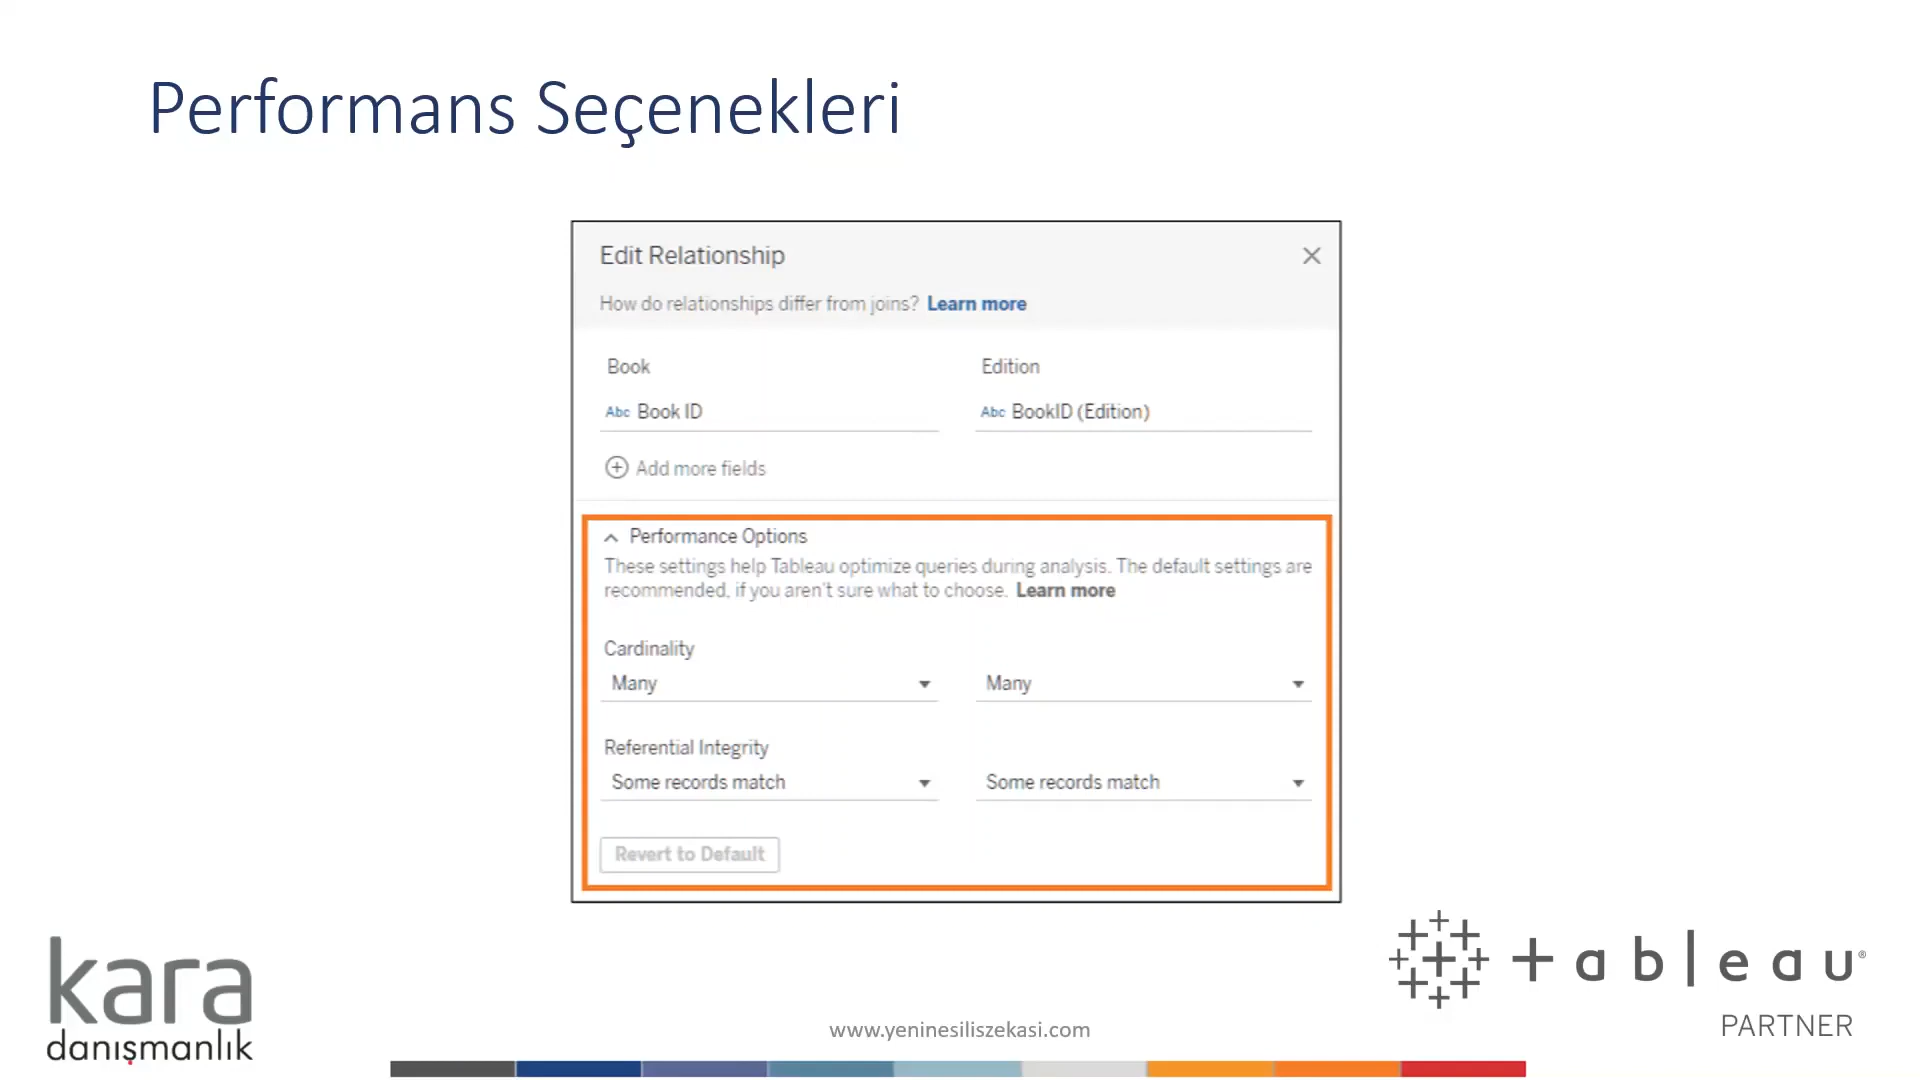 Performans Seçenekleri
Edit Relationship
How do relationships differ from joins? Learn more
Book Edition
Abc Book ID Abc BookID (Edition)
Add more fields
Performance Options
These settings help Tableau optimize queries during analysis. The default settings are
recommended, if you aren't sure what to choose. Learn more
Cardinality
Many Many
Referential Integrity
Some records match Some records match
Revert to Default
kara
danışmanlık
www.yeninesiliszekasi.com
+ableau®
PARTNER